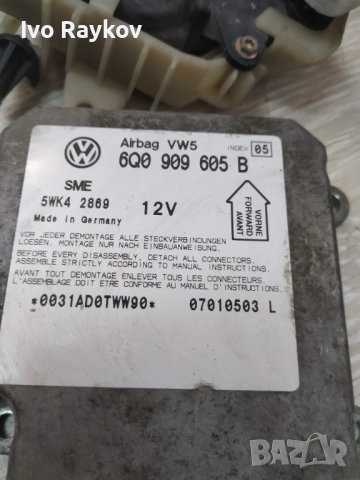 Ivo Raykov
Airbag VW5
INDEX 05
6Q0 909 605 B
SME
5WK4 2869
12V
Made in Germany
VORNE
FORWARD
AVANT
VOR JEDER DEMONTAGE ALLE STECKVERBINDUNGEN
LOESEN. MONTAGE NUR NACH EINBAUANWEISUNG.
BEFORE EVERY DISASSEMBLY, DETACH ALL CONNECTORS.
ASSEMBLE STRICTLY ACCORDING TO MANUAL INSTRUCTIONS.
AVANT TOUT DEMONTAGE ENLEVER TOUS LES CONNECTEURS.
L'ASSEMBLAGE DOIT ETRE CONFORME AU MANUEL D'INSTRUCTIONS
*0031AD0TWW90*
07010503 L
bazar